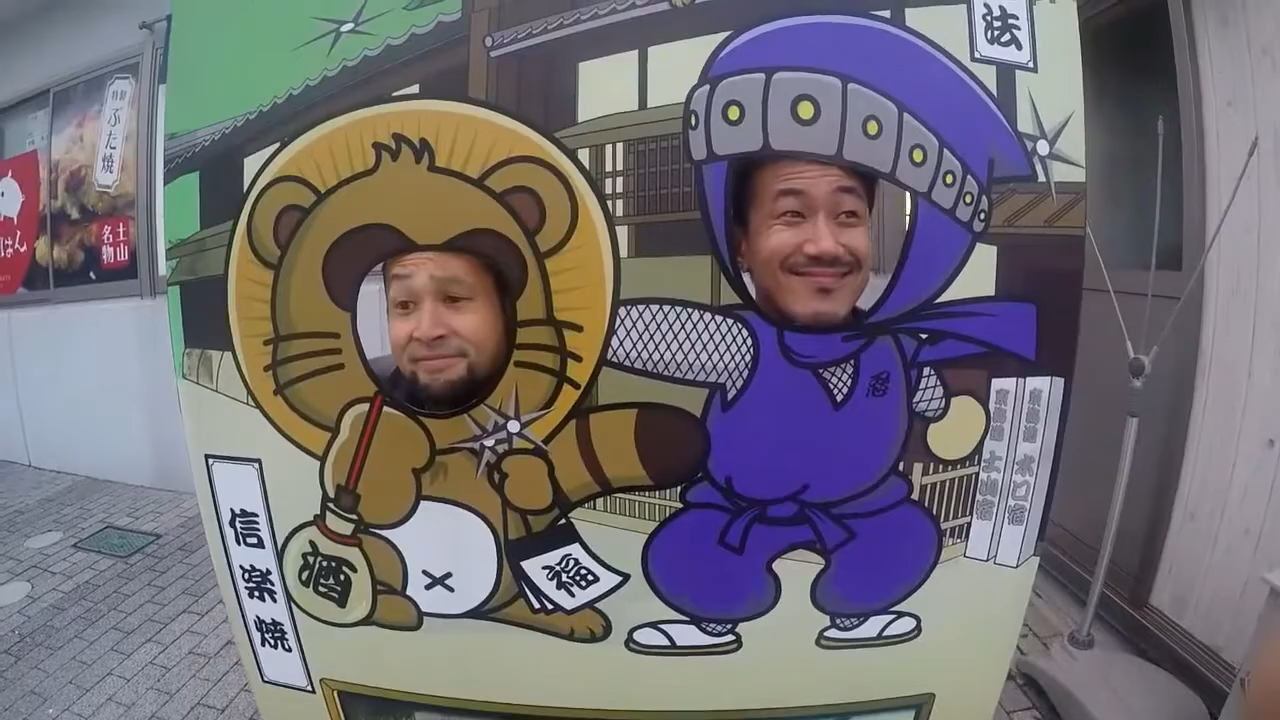 特製
ぶた焼
土山
名物
はん
法
忍
東海道
土山宿
東海道
水口宿
信楽焼
酒
福